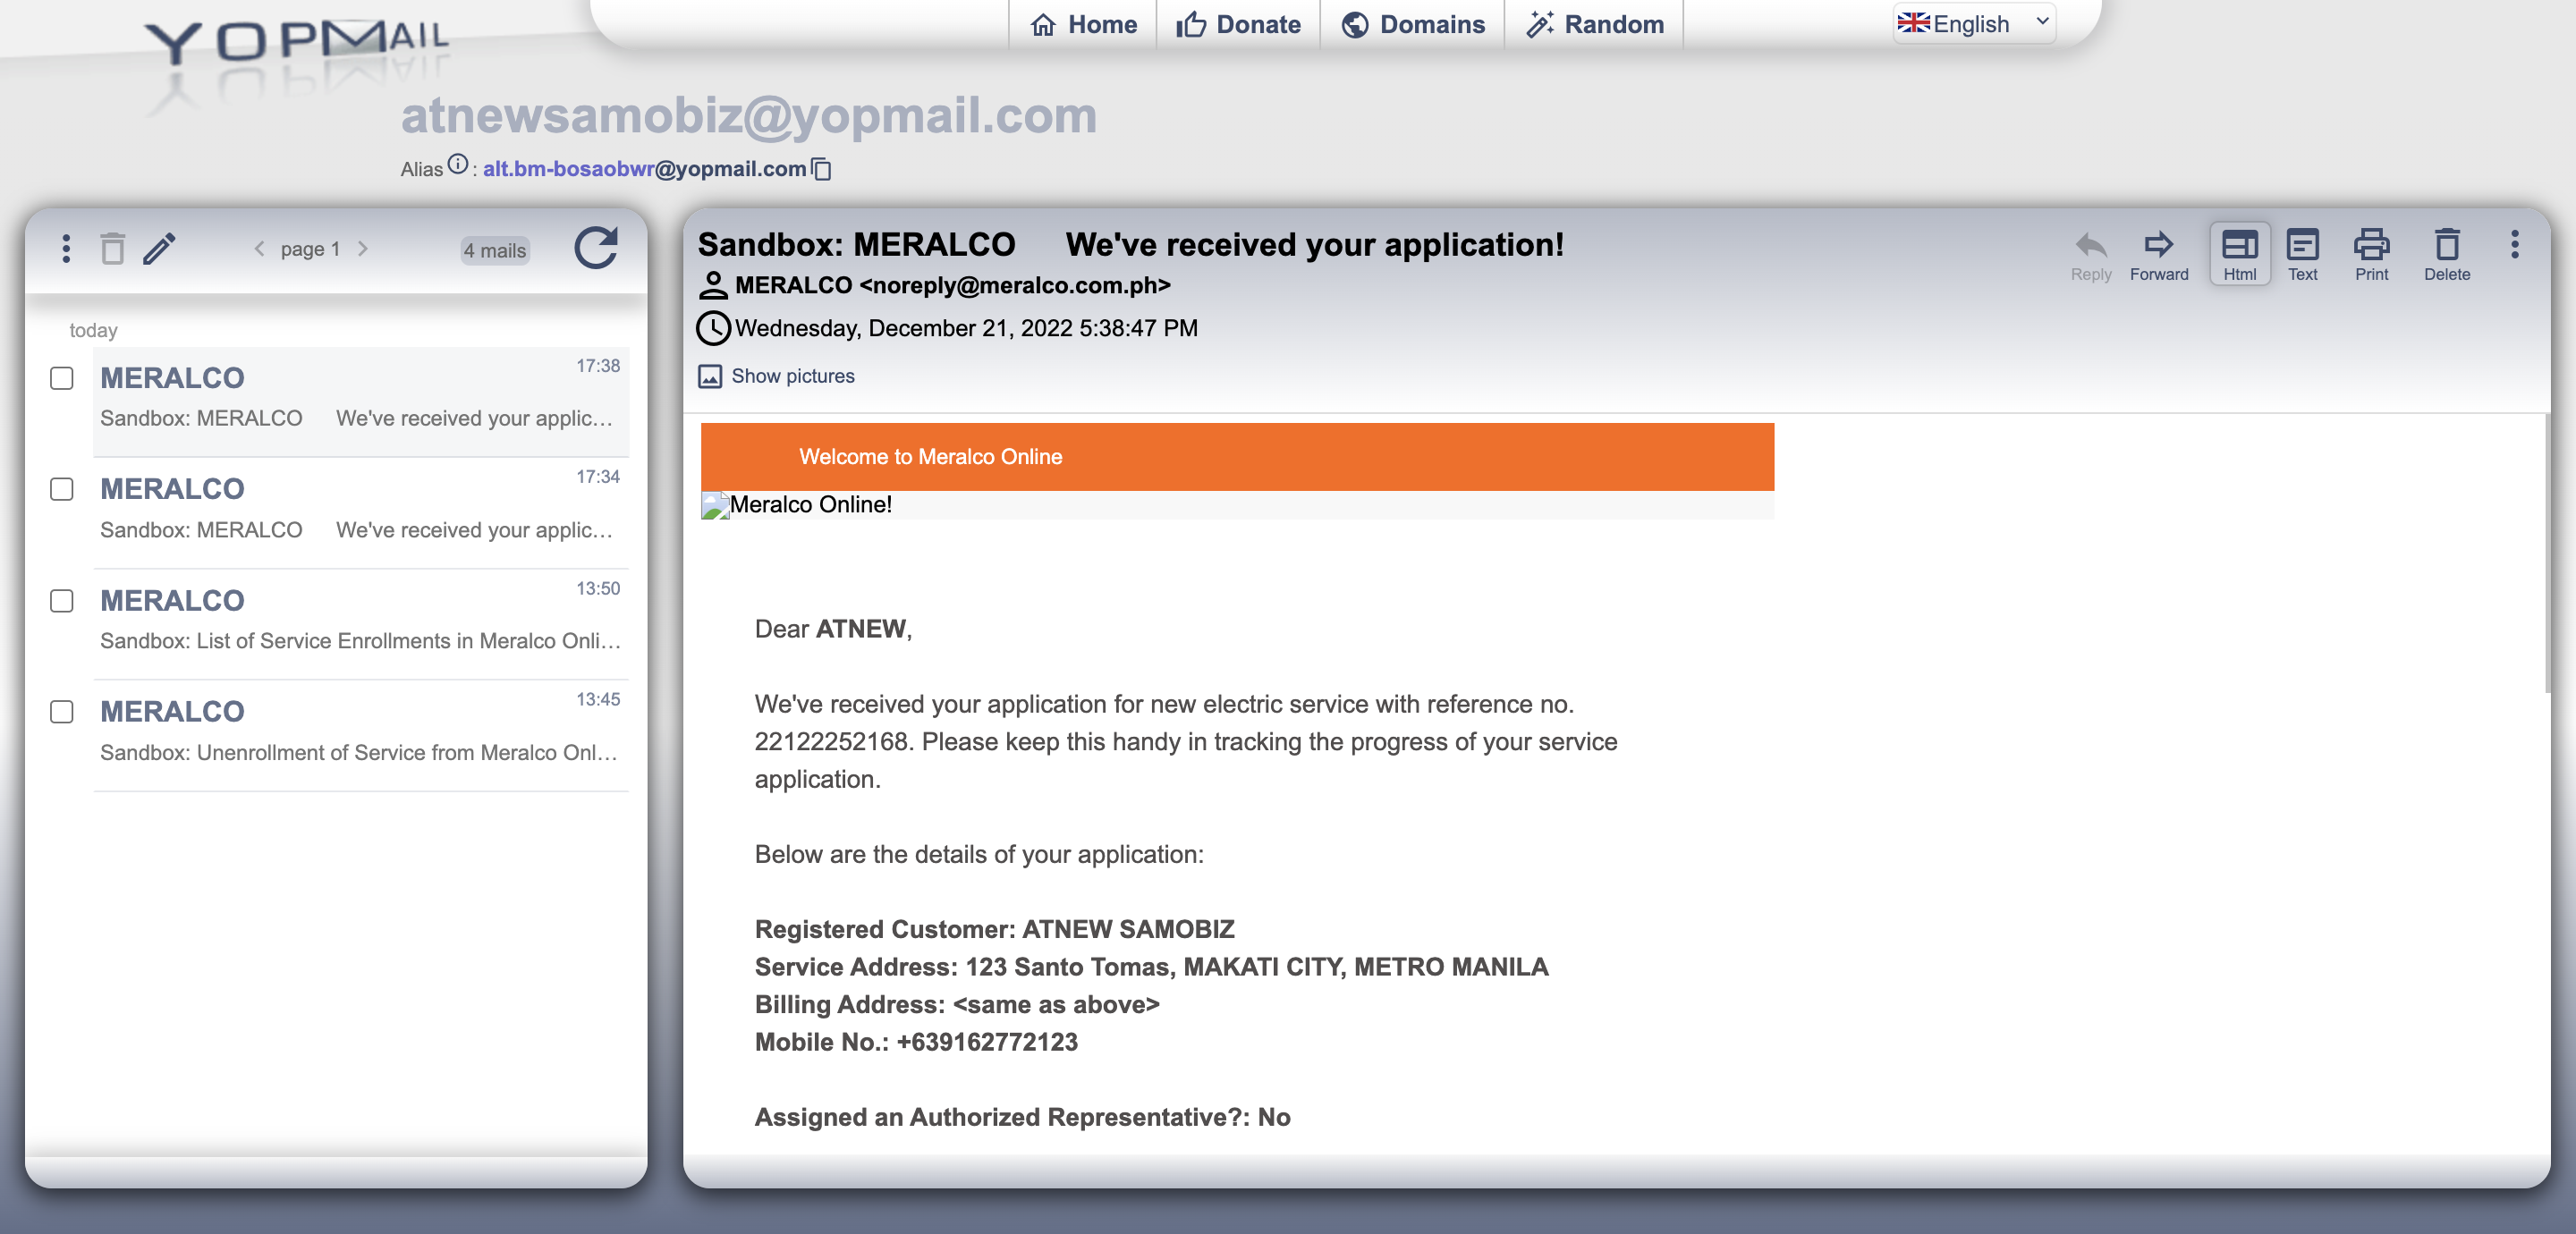 YOPMAIL
Home
Donate
Domains
Random
English
atnewsamobiz@yopmail.com
Alias : alt.bm-bosaobwr@yopmail.com
page 1
4 mails
today
MERALCO 17:38
Sandbox: MERALCO We've received your applic…
MERALCO 17:34
Sandbox: MERALCO We've received your applic…
MERALCO 13:50
Sandbox: List of Service Enrollments in Meralco Onli…
MERALCO 13:45
Sandbox: Unenrollment of Service from Meralco Onl…
Sandbox: MERALCO We've received your application!
MERALCO <noreply@meralco.com.ph>
Wednesday, December 21, 2022 5:38:47 PM
Show pictures
Reply
Forward
Html
Text
Print
Delete
Welcome to Meralco Online
Meralco Online!
Dear ATNEW,
We've received your application for new electric service with reference no.
22122252168. Please keep this handy in tracking the progress of your service
application.
Below are the details of your application:
Registered Customer: ATNEW SAMOBIZ
Service Address: 123 Santo Tomas, MAKATI CITY, METRO MANILA
Billing Address: <same as above>
Mobile No.: +639162772123
Assigned an Authorized Representative?: No